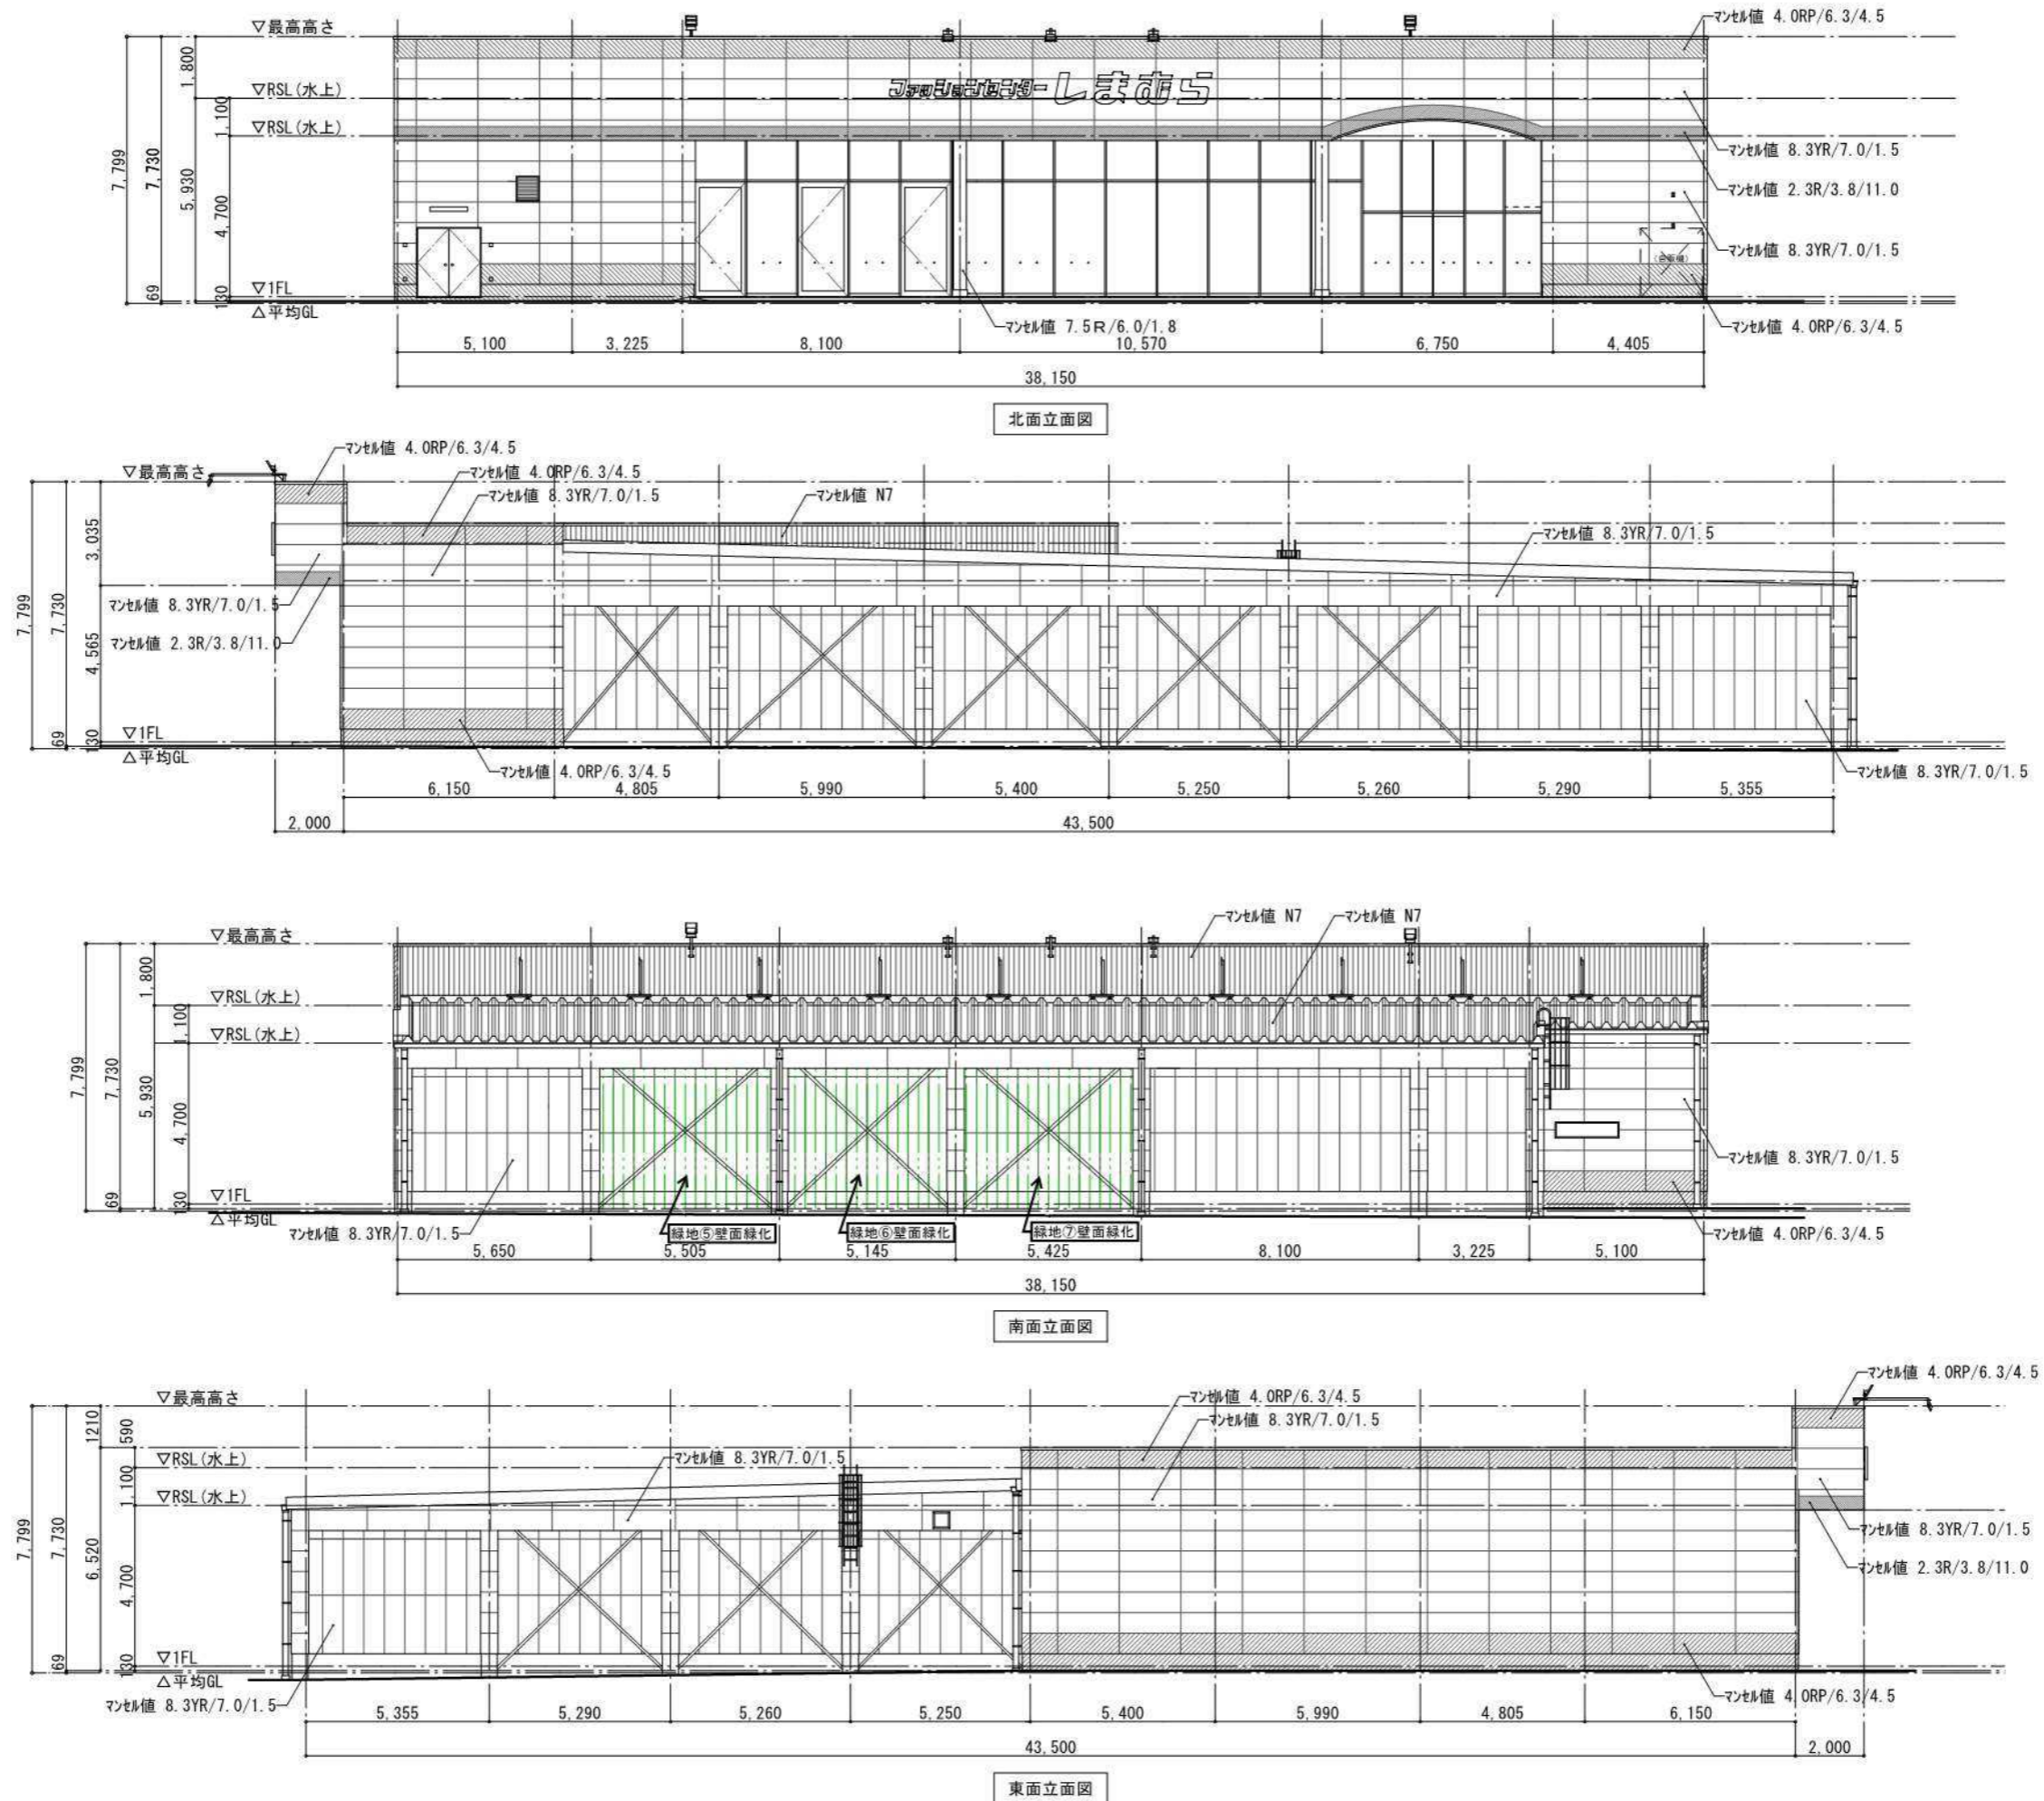 ▽最高高さ
マンセル値 4.0RP/6.3/4.5
1,800
ファッションセンターしまむら
▽RSL(水上)
1,100
▽RSL(水上)
マンセル値 8.3YR/7.0/1.5
7,799
7,730
5,930
マンセル値 2.3R/3.8/11.0
4,700
マンセル値 8.3YR/7.0/1.5
(自販機)
69
130
▽1FL
△平均GL
マンセル値 7.5R/6.0/1.8
マンセル値 4.0RP/6.3/4.5
5,100
3,225
8,100
10,570
6,750
4,405
38,150
北面立面図
マンセル値 4.0RP/6.3/4.5
▽最高高さ
マンセル値 4.0RP/6.3/4.5
マンセル値 8.3YR/7.0/1.5
マンセル値 N7
3,035
マンセル値 8.3YR/7.0/1.5
マンセル値 8.3YR/7.0/1.5
7,799
7,730
マンセル値 2.3R/3.8/11.0
4,565
69
130
▽1FL
△平均GL
マンセル値 4.0RP/6.3/4.5
マンセル値 8.3YR/7.0/1.5
6,150
4,805
5,990
5,400
5,250
5,260
5,290
5,355
2,000
43,500
マンセル値 N7
マンセル値 N7
▽最高高さ
1,800
▽RSL(水上)
1,100
▽RSL(水上)
7,799
7,730
5,930
4,700
マンセル値 8.3YR/7.0/1.5
69
130
▽1FL
△平均GL
マンセル値 8.3YR/7.0/1.5
緑地⑤壁面緑化
緑地⑥壁面緑化
緑地⑦壁面緑化
マンセル値 4.0RP/6.3/4.5
5,650
5,505
5,145
5,425
8,100
3,225
5,100
38,150
南面立面図
マンセル値 4.0RP/6.3/4.5
▽最高高さ
マンセル値 4.0RP/6.3/4.5
マンセル値 8.3YR/7.0/1.5
1210
590
▽RSL(水上)
マンセル値 8.3YR/7.0/1.5
1,100
▽RSL(水上)
7,799
7,730
6,520
マンセル値 8.3YR/7.0/1.5
マンセル値 2.3R/3.8/11.0
4,700
69
130
▽1FL
△平均GL
マンセル値 8.3YR/7.0/1.5
マンセル値 4.0RP/6.3/4.5
5,355
5,290
5,260
5,250
5,400
5,990
4,805
6,150
43,500
2,000
東面立面図